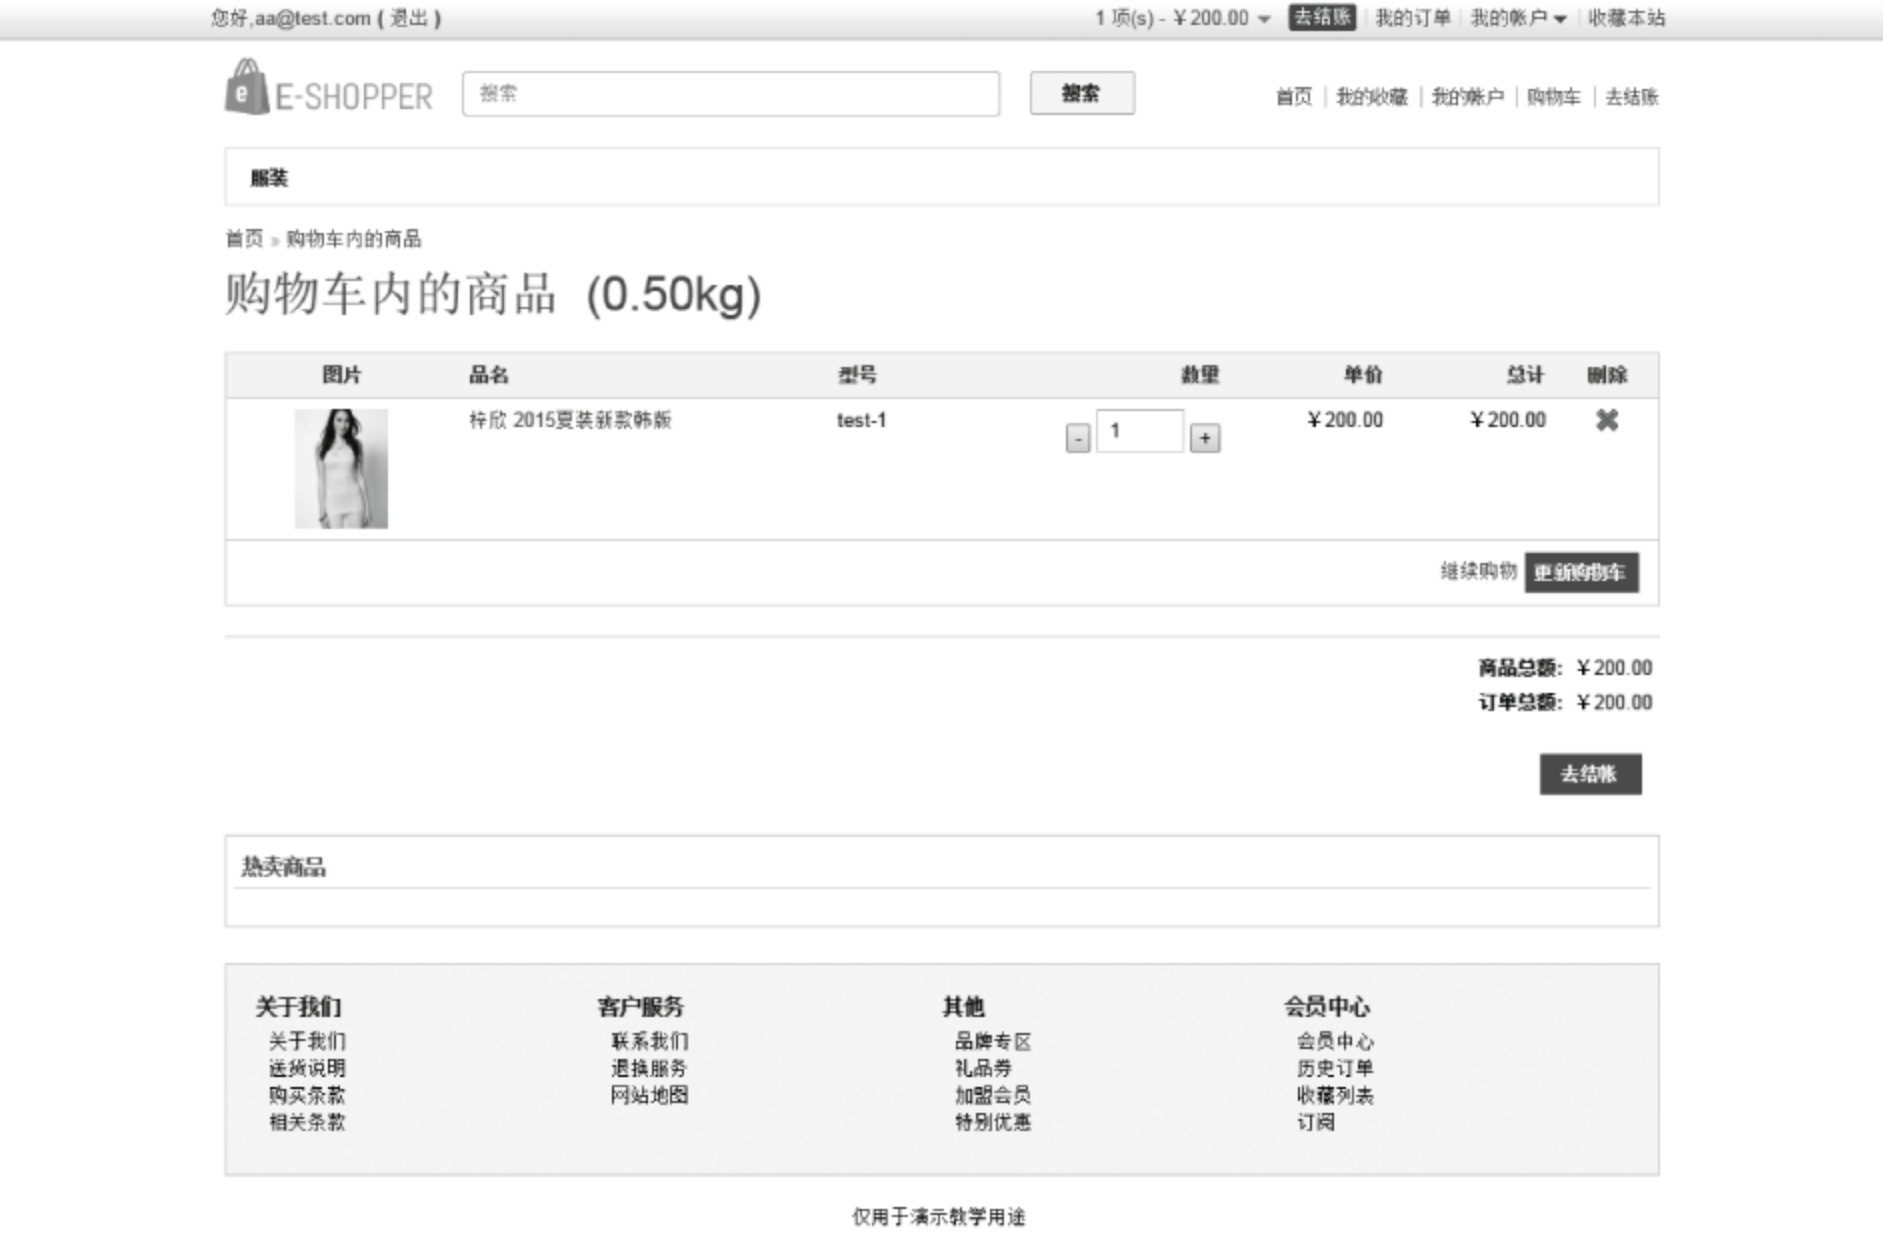 您好,aa@test.com ( 退出 ) 1 项(s) - ￥200.00 去结账 我的订单 我的帐户 收藏本站
E-SHOPPER 搜索 搜索 首页 我的收藏 我的帐户 购物车 去结账
服装
首页 » 购物车内的商品
购物车内的商品 (0.50kg)
图片 品名 型号 数量 单价 总计 删除
梓欣 2015夏装新款韩版 test-1 - 1 + ￥200.00 ￥200.00
继续购物 更新购物车
商品总额: ￥200.00
订单总额: ￥200.00
去结帐
热卖商品
关于我们 客户服务 其他 会员中心
关于我们 联系我们 品牌专区 会员中心
送货说明 退换服务 礼品券 历史订单
购买条款 网站地图 加盟会员 收藏列表
相关条款 特别优惠 订阅
仅用于演示教学用途